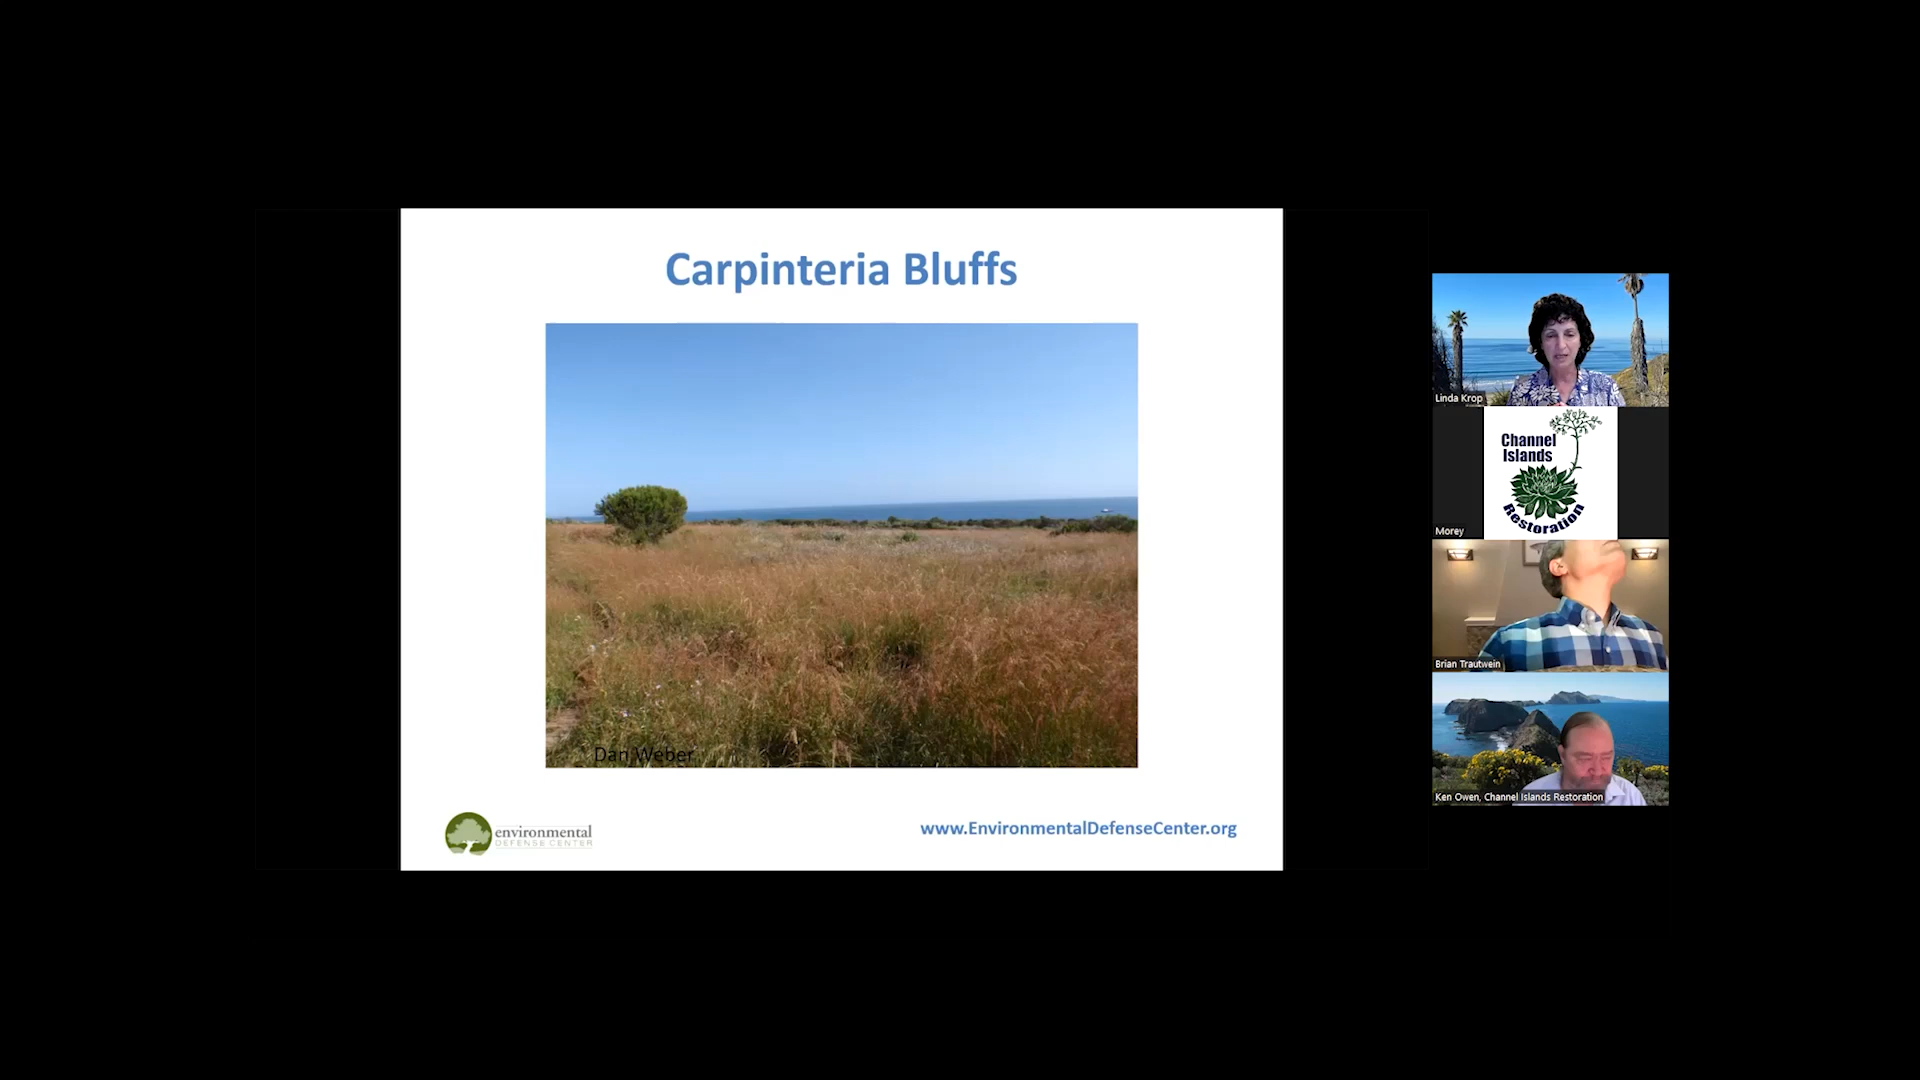 Carpinteria Bluffs
Dan Weber
environmental
DEFENSE CENTER
www.EnvironmentalDefenseCenter.org
Linda Krop
Channel
Islands
Restoration
Morey
Brian Trautwein
Ken Owen, Channel Islands Restoration